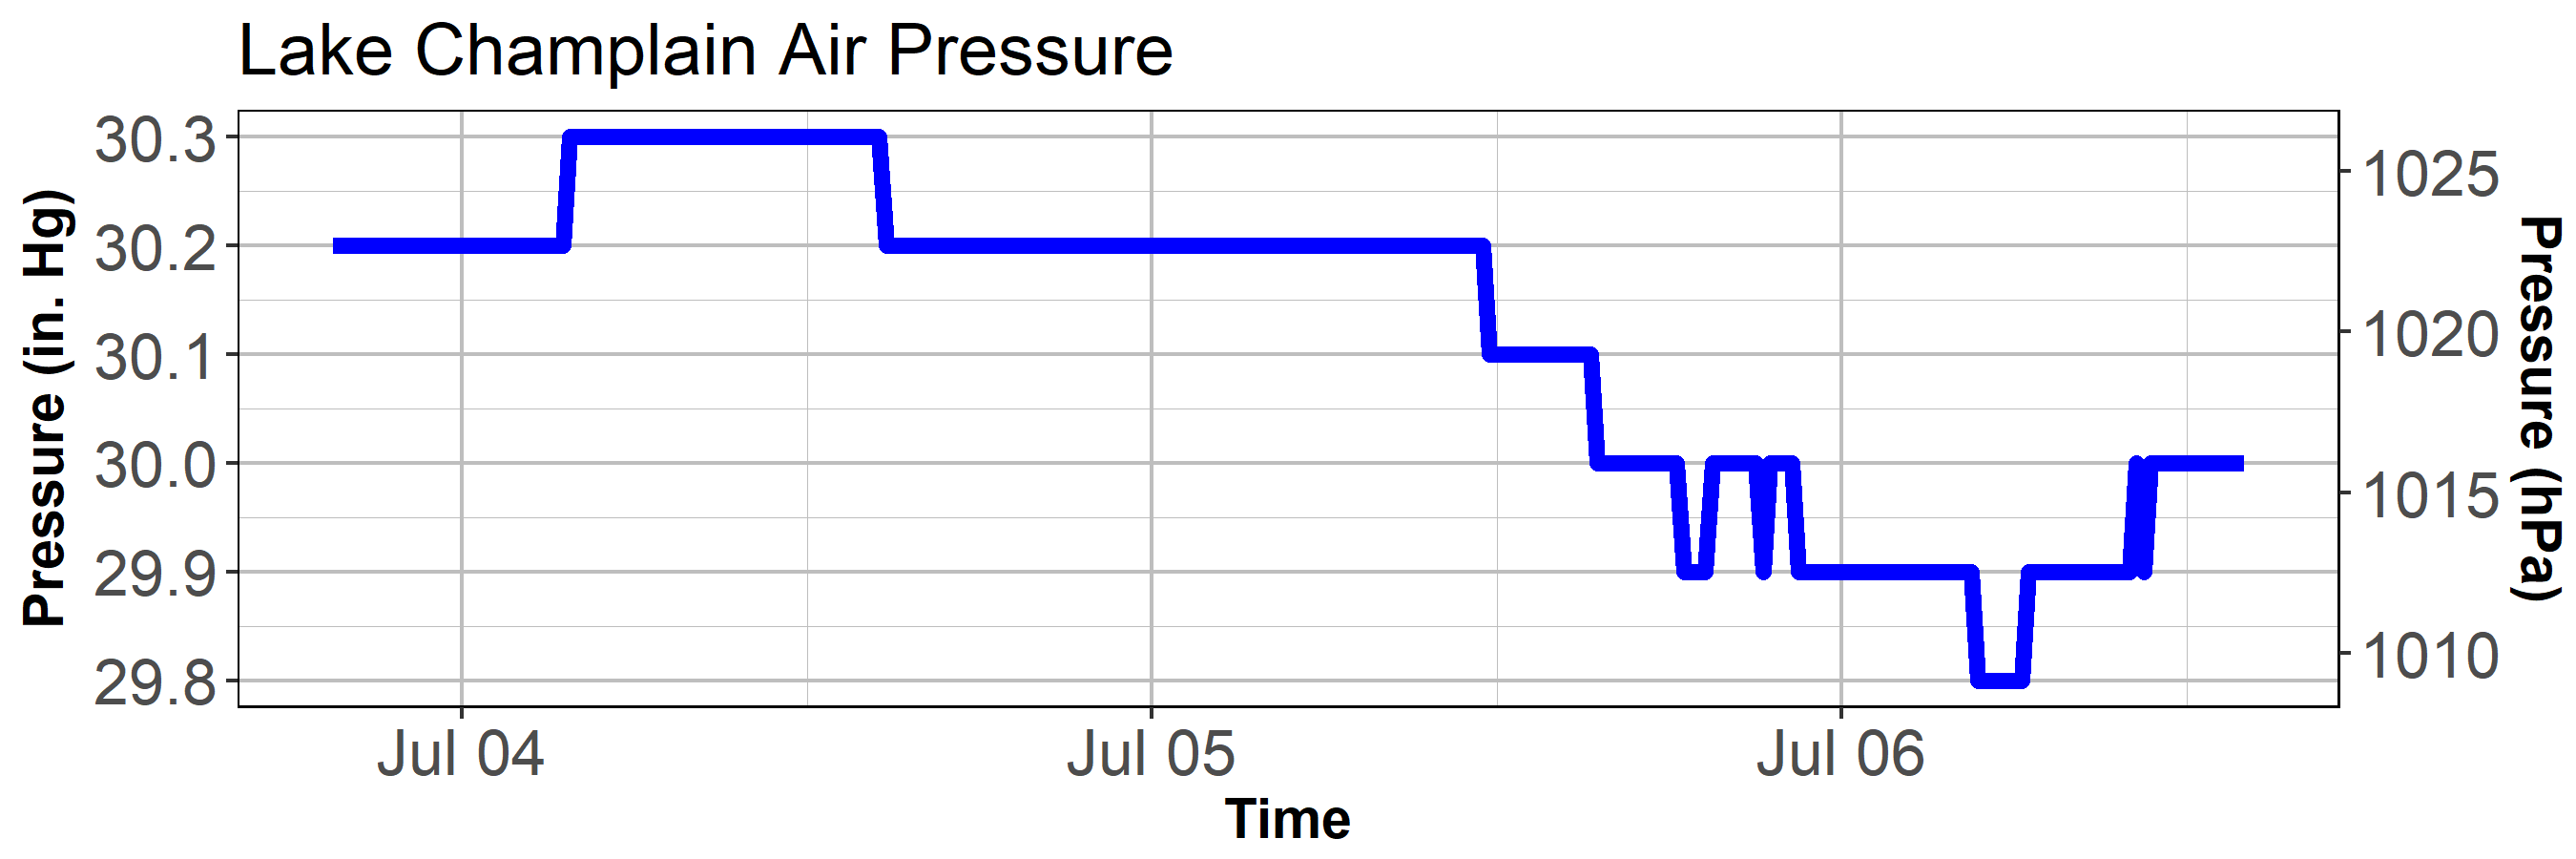 Lake Champlain Air Pressure
Pressure (in. Hg)
30.3
30.2
30.1
30.0
29.9
29.8
1025
1020
1015
1010
Pressure (hPa)
Jul 04
Jul 05
Jul 06
Time